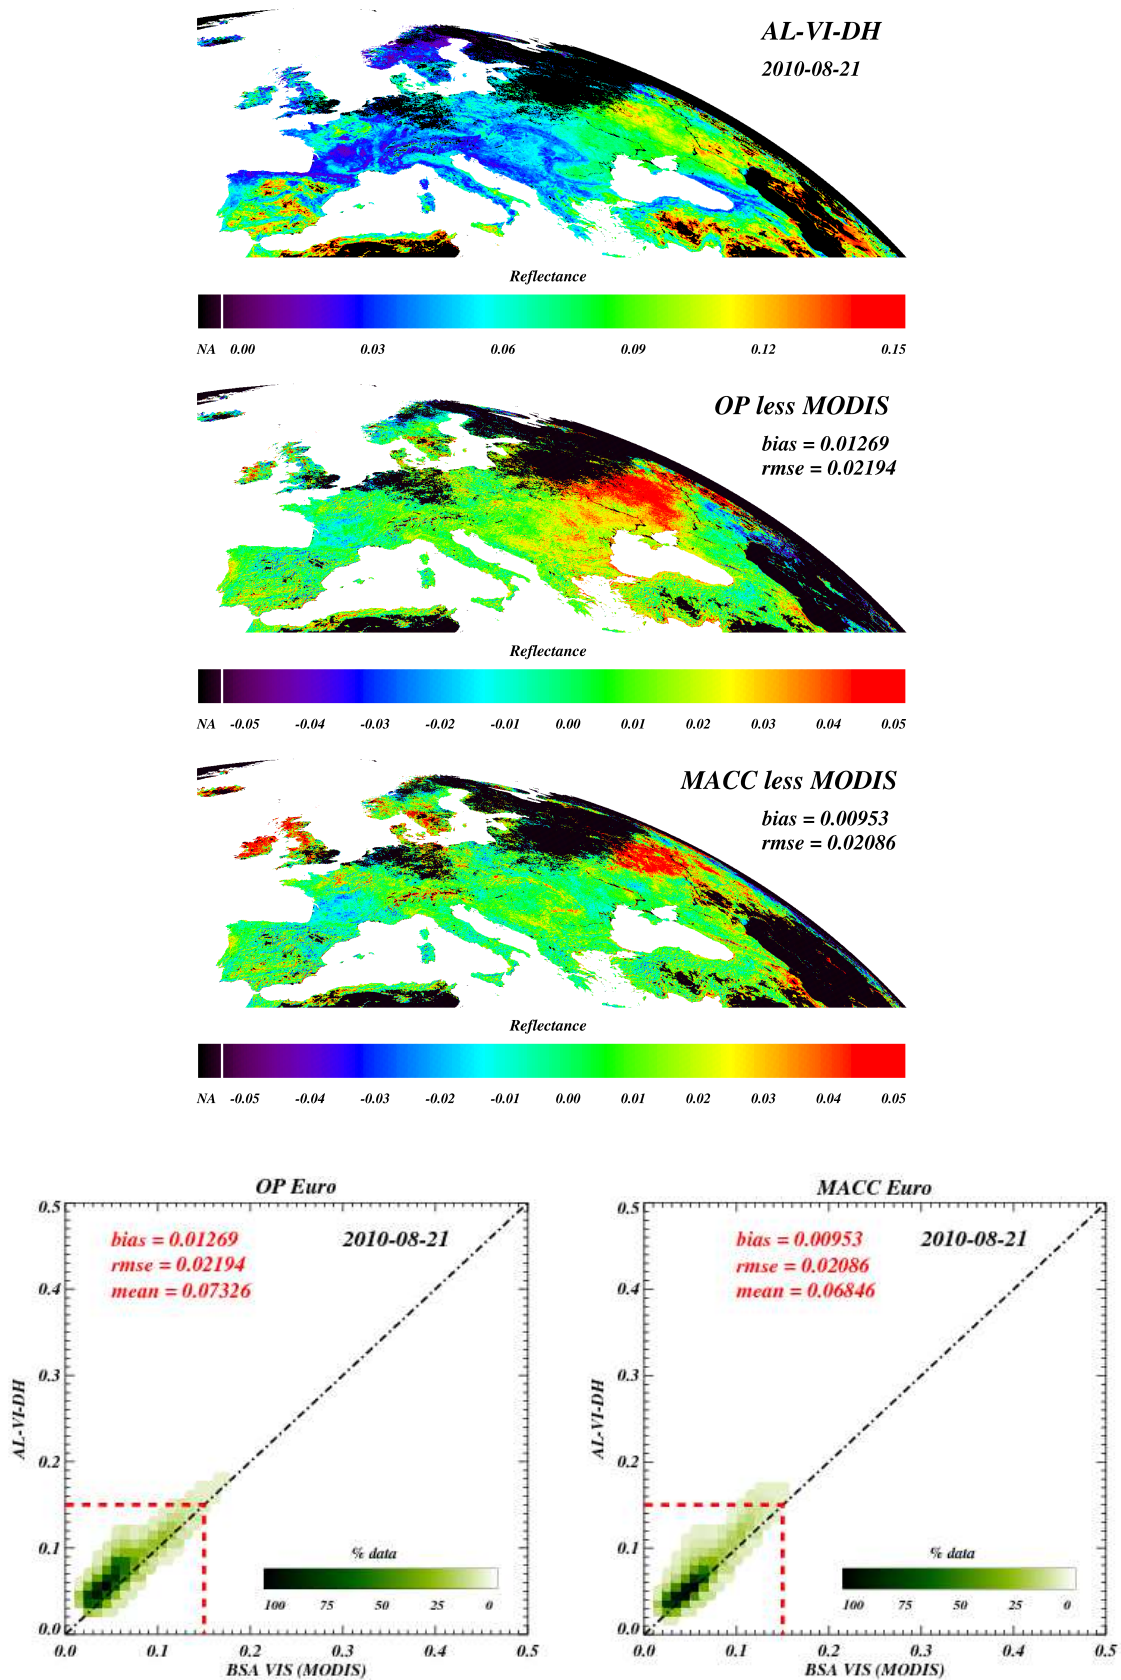 AL-VI-DH
2010-08-21
Reflectance
NA 0.00 0.03 0.06 0.09 0.12 0.15
OP less MODIS
bias = 0.01269
rmse = 0.02194
Reflectance
NA -0.05 -0.04 -0.03 -0.02 -0.01 0.00 0.01 0.02 0.03 0.04 0.05
MACC less MODIS
bias = 0.00953
rmse = 0.02086
Reflectance
NA -0.05 -0.04 -0.03 -0.02 -0.01 0.00 0.01 0.02 0.03 0.04 0.05
OP Euro
0.5
bias = 0.01269
2010-08-21
rmse = 0.02194
mean = 0.07326
0.4
0.3
AL-VI-DH
0.2
0.1
% data
100 75 50 25 0
0.0
0.0 0.1 0.2 0.3 0.4 0.5
BSA VIS (MODIS)
MACC Euro
0.5
bias = 0.00953
2010-08-21
rmse = 0.02086
mean = 0.06846
0.4
0.3
AL-VI-DH
0.2
0.1
% data
100 75 50 25 0
0.0
0.0 0.1 0.2 0.3 0.4 0.5
BSA VIS (MODIS)